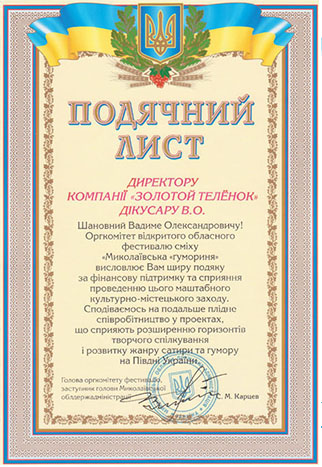 ПОДЯЧНИЙ
ЛИСТ
ДИРЕКТОРУ
КОМПАНІЇ «ЗОЛОТОЙ ТЕЛЁНОК»
ДІКУСАРУ В.О.
Шановний Вадиме Олександровичу!
Оргкомітет відкритого обласного
фестивалю сміху
«Миколаївська «гумориня»
висловлює Вам щиру подяку
за фінансову підтримку та сприяння
проведенню цього маштабного
культурно-містецького заходу.
Сподіваємось на подальше плідне
співробітництво у проектах,
що сприяють розширенню горизонтів
творчого спілкування
і розвитку жанру сатири та гумору
на Півдні України.
Голова оргкомітету фестивалю,
заступник голови Миколаївської
облдержадміністрації
С. М. Карцев